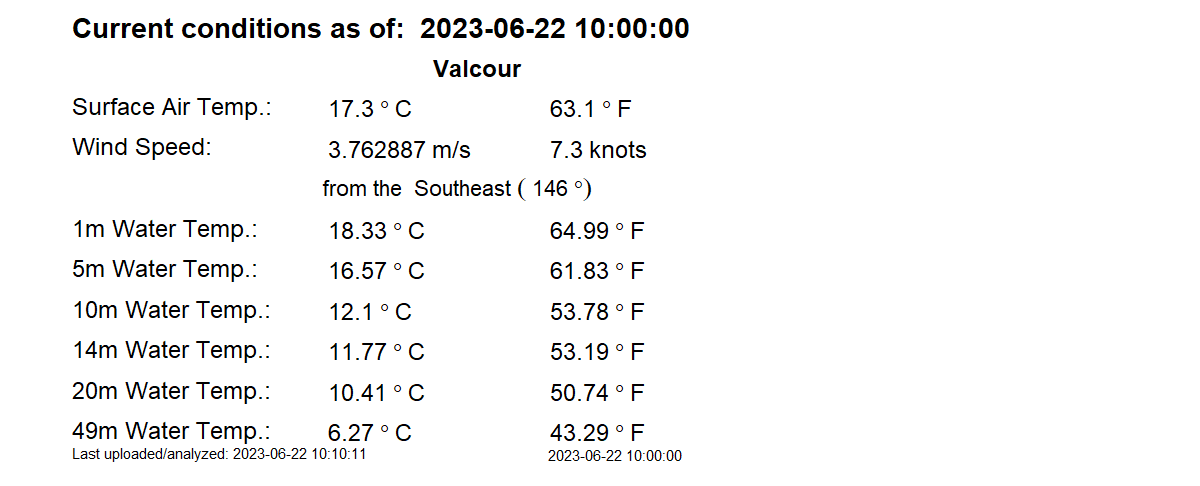 Current conditions as of: 2023-06-22 10:00:00
Valcour
Surface Air Temp.: 17.3 ° C 63.1 ° F
Wind Speed: 3.762887 m/s 7.3 knots
from the Southeast ( 146 °)
1m Water Temp.: 18.33 ° C 64.99 ° F
5m Water Temp.: 16.57 ° C 61.83 ° F
10m Water Temp.: 12.1 ° C 53.78 ° F
14m Water Temp.: 11.77 ° C 53.19 ° F
20m Water Temp.: 10.41 ° C 50.74 ° F
49m Water Temp.: 6.27 ° C 43.29 ° F
Last uploaded/analyzed: 2023-06-22 10:10:11 2023-06-22 10:00:00